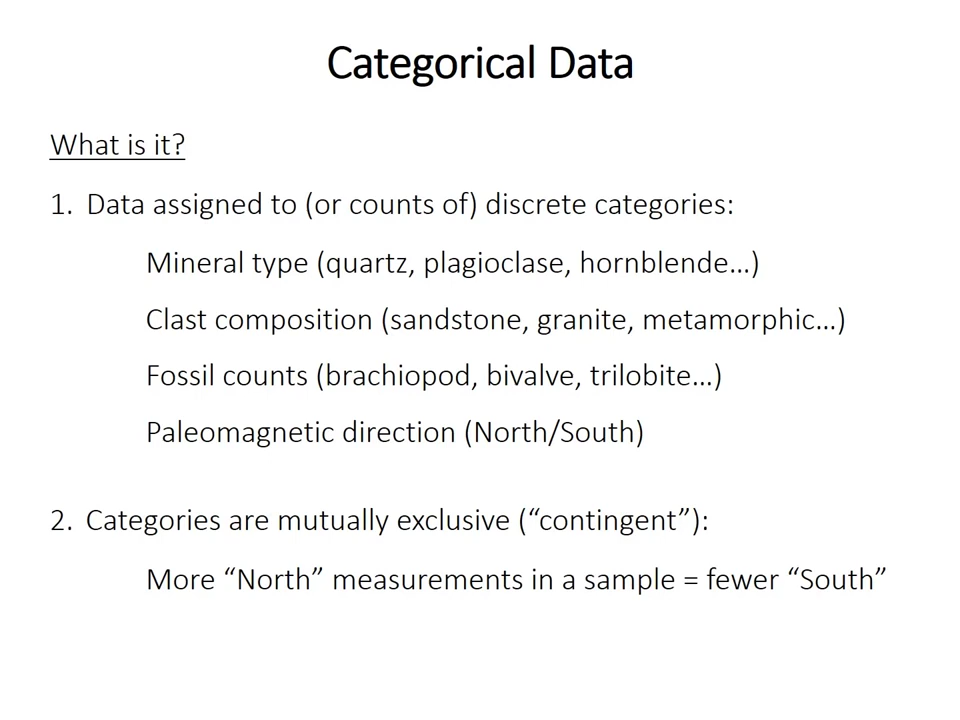 Categorical Data
What is it?
1. Data assigned to (or counts of) discrete categories:
Mineral type (quartz, plagioclase, hornblende…)
Clast composition (sandstone, granite, metamorphic…)
Fossil counts (brachiopod, bivalve, trilobite…)
Paleomagnetic direction (North/South)
2. Categories are mutually exclusive (“contingent”):
More “North” measurements in a sample = fewer “South”